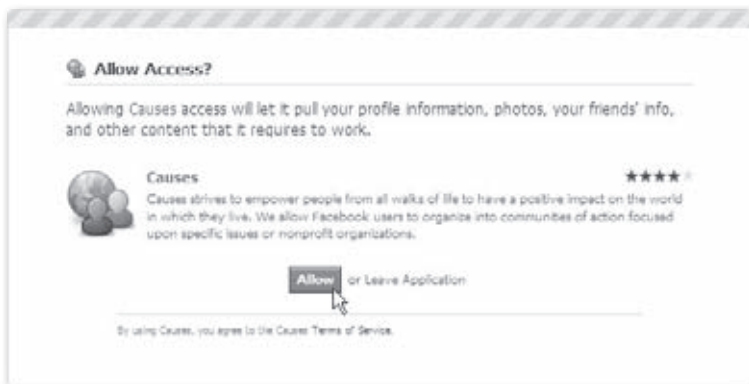 Allow Access?
Allowing Causes access will let it pull your profile information, photos, your friends' info,
and other content that it requires to work.
Causes
Causes strives to empower people from all walks of life to have a positive impact on the world
in which they live. We allow Facebook users to organize into communities of action focused
upon specific issues or nonprofit organizations.
Allow or Leave Application
By using Causes, you agree to the Causes Terms of Service.